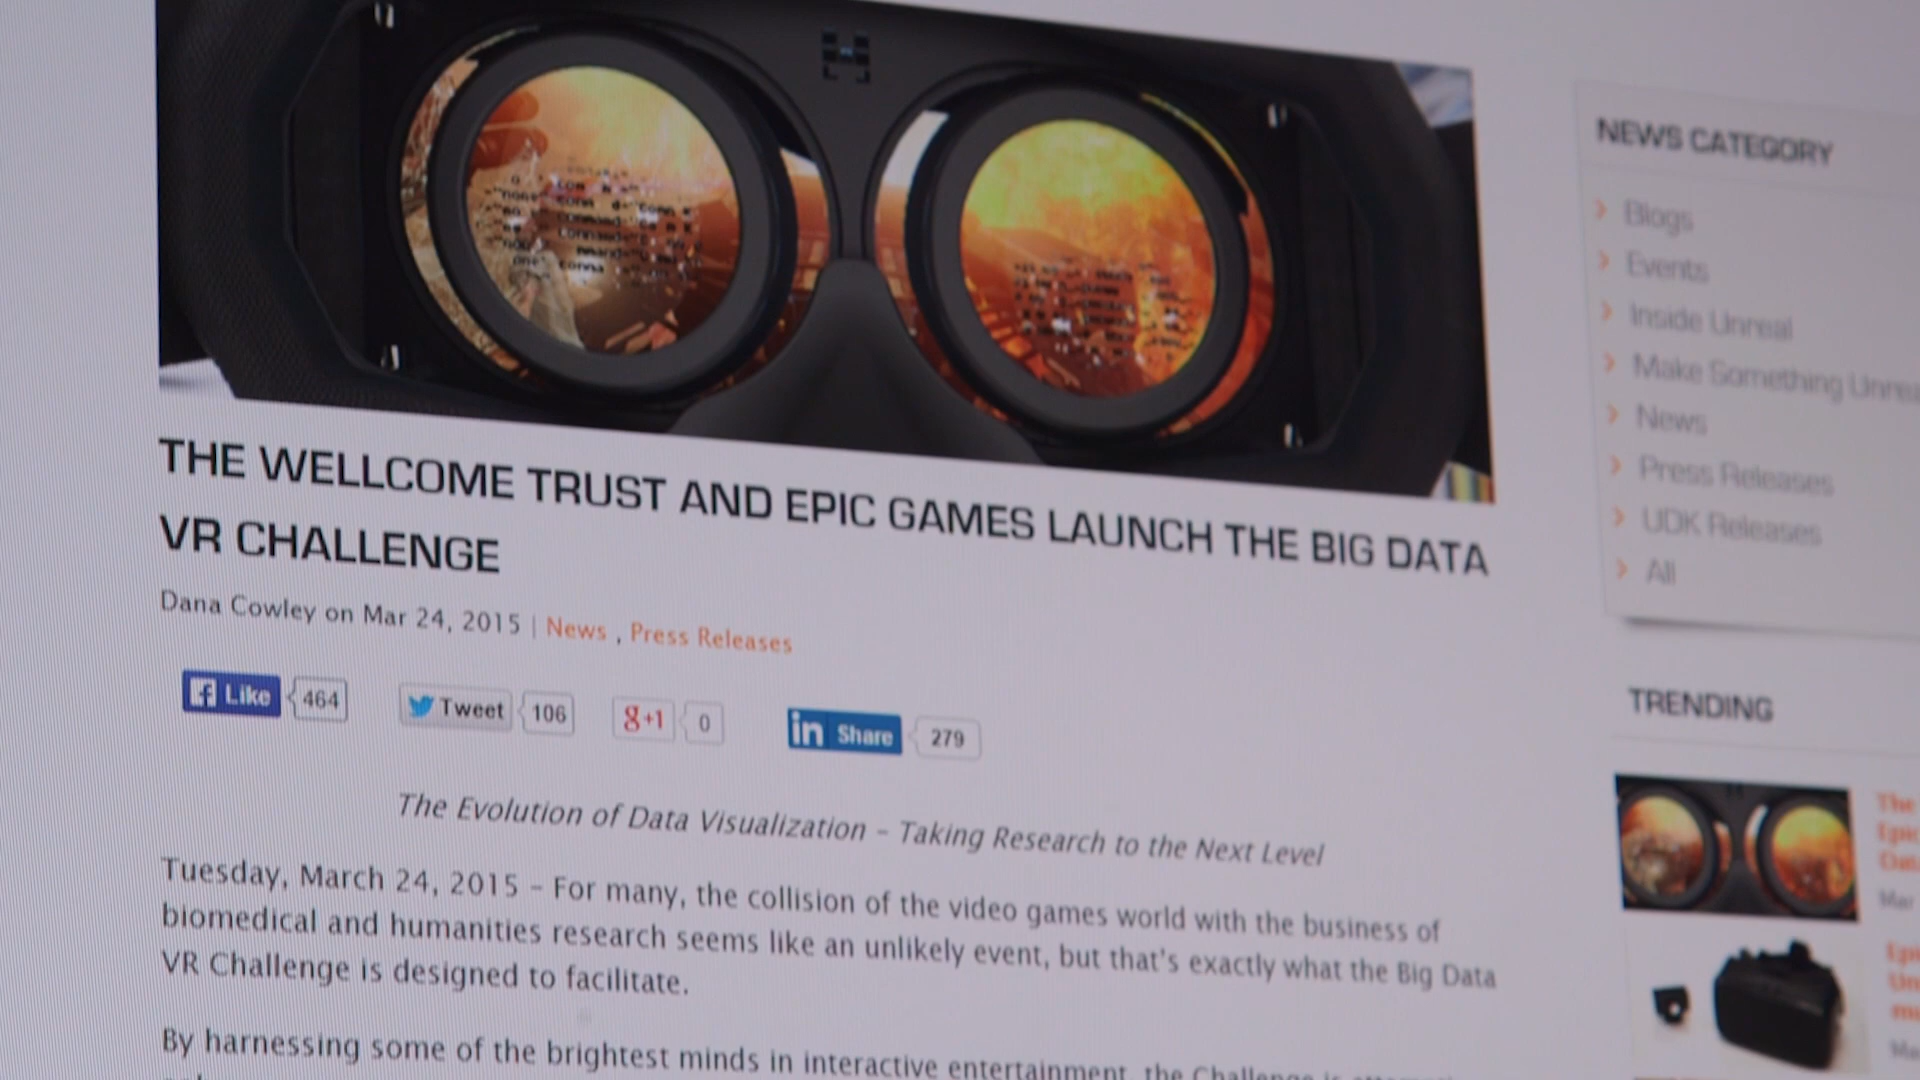 THE WELLCOME TRUST AND EPIC GAMES LAUNCH THE BIG DATA
VR CHALLENGE
Dana Cowley on Mar 24, 2015 | News , Press Releases
Like 464 Tweet 106 g+1 0 in Share 279
The Evolution of Data Visualization – Taking Research to the Next Level
Tuesday, March 24, 2015 – For many, the collision of the video games world with the business of
biomedical and humanities research seems like an unlikely event, but that's exactly what the Big Data
VR Challenge is designed to facilitate.
By harnessing some of the brightest minds in interactive entertainment, the Challenge is
NEWS CATEGORY
Blogs
Events
Inside Unreal
Make Something
News
Press Releases
UDK Releases
All
TRENDING
The
Mar